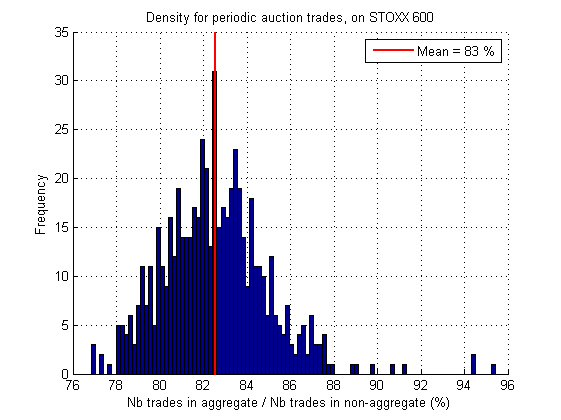 Density for periodic auction trades, on STOXX 600
Mean = 83 %
35
30
25
20
15
10
5
0
Frequency
76 78 80 82 84 86 88 90 92 94 96
Nb trades in aggregate / Nb trades in non-aggregate (%)